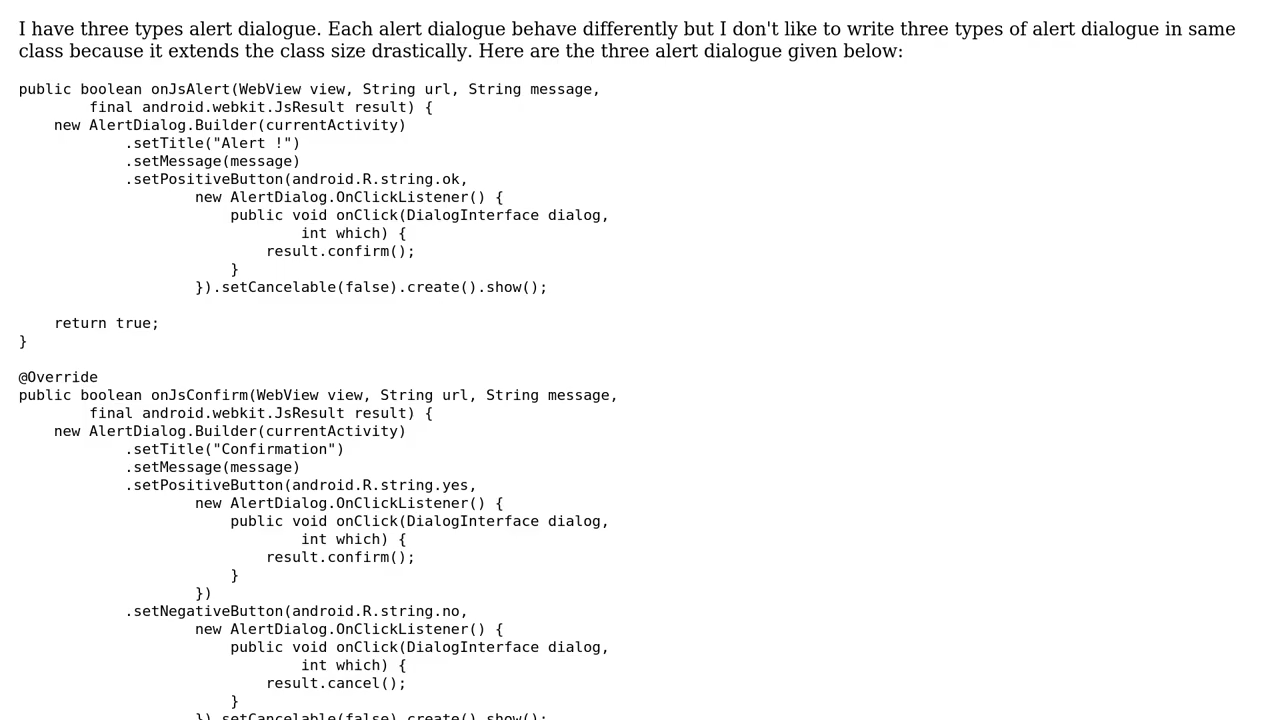 I have three types alert dialogue. Each alert dialogue behave differently but I don't like to write three types of alert dialogue in same
class because it extends the class size drastically. Here are the three alert dialogue given below:
public boolean onJsAlert(WebView view, String url, String message,
        final android.webkit.JsResult result) {
    new AlertDialog.Builder(currentActivity)
            .setTitle("Alert !")
            .setMessage(message)
            .setPositiveButton(android.R.string.ok,
                    new AlertDialog.OnClickListener() {
                        public void onClick(DialogInterface dialog,
                                int which) {
                            result.confirm();
                        }
                    }).setCancelable(false).create().show();
    return true;
}
@Override
public boolean onJsConfirm(WebView view, String url, String message,
        final android.webkit.JsResult result) {
    new AlertDialog.Builder(currentActivity)
            .setTitle("Confirmation")
            .setMessage(message)
            .setPositiveButton(android.R.string.yes,
                    new AlertDialog.OnClickListener() {
                        public void onClick(DialogInterface dialog,
                                int which) {
                            result.confirm();
                        }
                    })
            .setNegativeButton(android.R.string.no,
                    new AlertDialog.OnClickListener() {
                        public void onClick(DialogInterface dialog,
                                int which) {
                            result.cancel();
                        }
                    }).setCancelable(false).create().show();